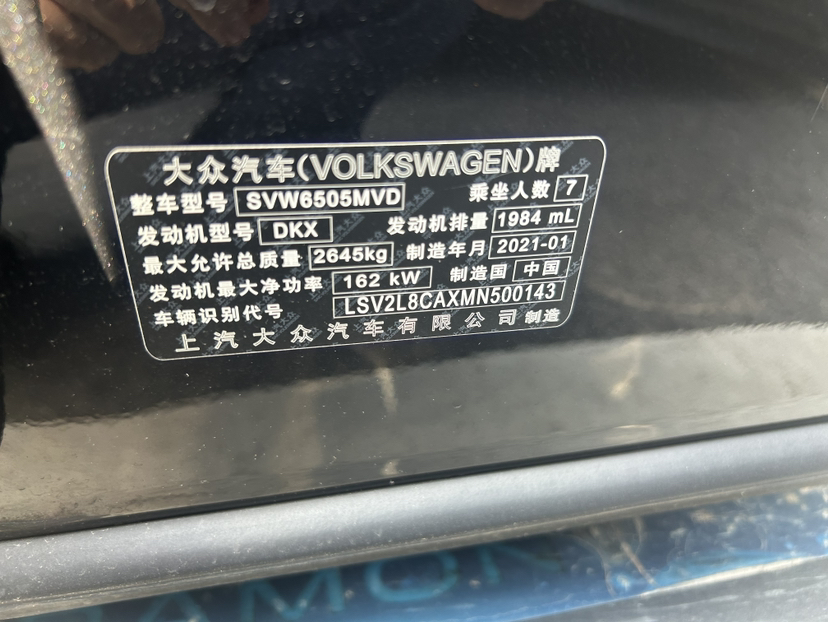 大众汽车(VOLKSWAGEN)牌
整车型号 SVW6505MVD 乘坐人数 7
发动机型号 DKX 发动机排量 1984 mL
最大允许总质量 2645kg 制造年月 2021-01
发动机最大净功率 162 kW 制造国 中国
车辆识别代号 LSV2L8CAXMN500143
上汽大众汽车有限公司制造